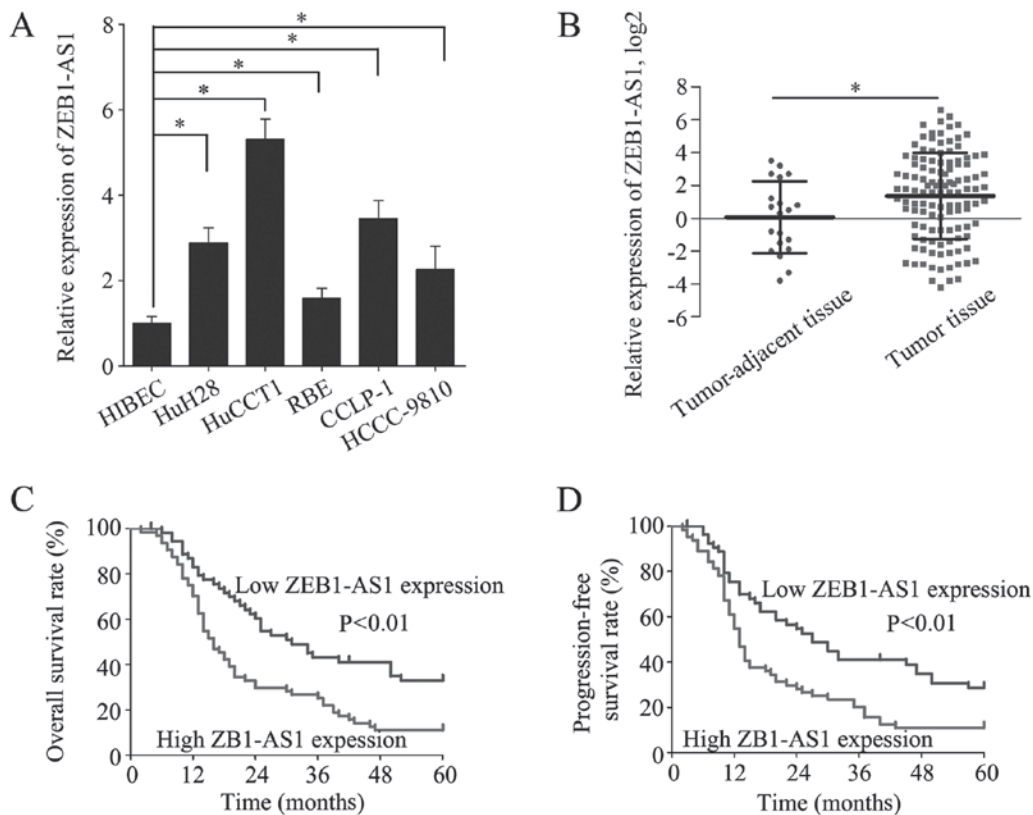 A
Relative expression of ZEB1-AS1
8
6
4
2
0
* * * * *
HIBEC HuH28 HuCCT1 RBE CCLP-1 HCCC-9810
B
Relative expression of ZEB1-AS1, log2
8
6
4
2
0
-2
-4
-6
*
Tumor-adjacent tissue Tumor tissue
C
Overall survival rate (%)
100
80
60
40
20
0
Low ZEB1-AS1 expression
P<0.01
High ZB1-AS1 expession
0 12 24 36 48 60
Time (months)
D
Progression-free
survival rate (%)
100
80
60
40
20
0
Low ZEB1-AS1 expression
P<0.01
High ZB1-AS1 expession
0 12 24 36 48 60
Time (months)